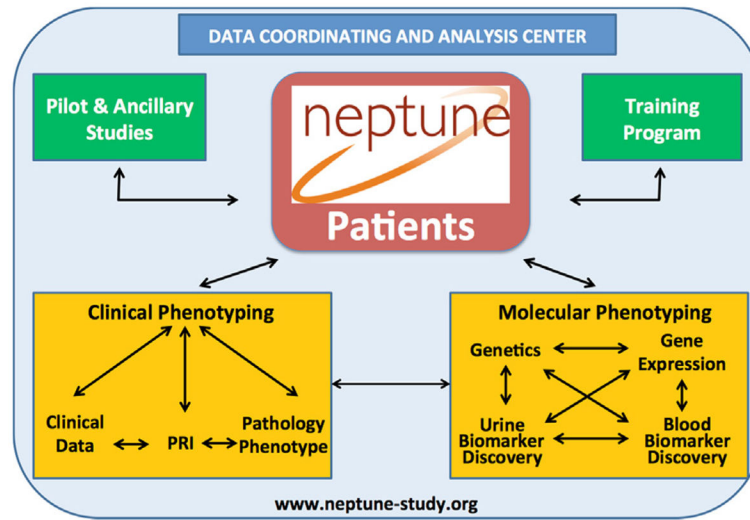 DATA COORDINATING AND ANALYSIS CENTER
Pilot & Ancillary
Studies
neptune
Patients
Training
Program
Clinical Phenotyping
Clinical
Data
PRI
Pathology
Phenotype
Molecular Phenotyping
Genetics
Gene
Expression
Urine
Biomarker
Discovery
Blood
Biomarker
Discovery
www.neptune-study.org